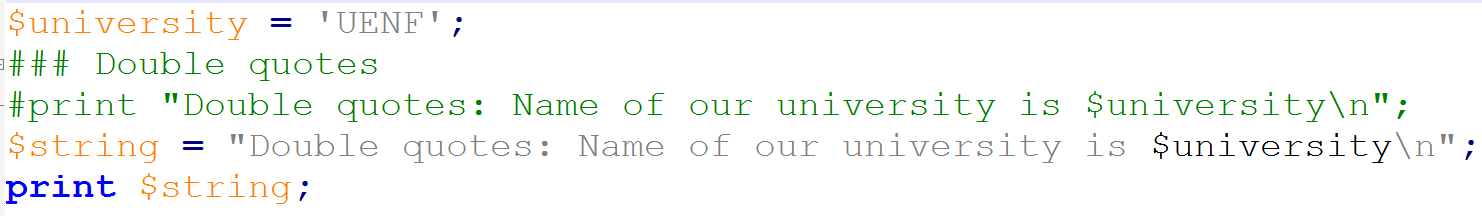 $university = 'UENF';
### Double quotes
#print "Double quotes: Name of our university is $university\n";
$string = "Double quotes: Name of our university is $university\n";
print $string;